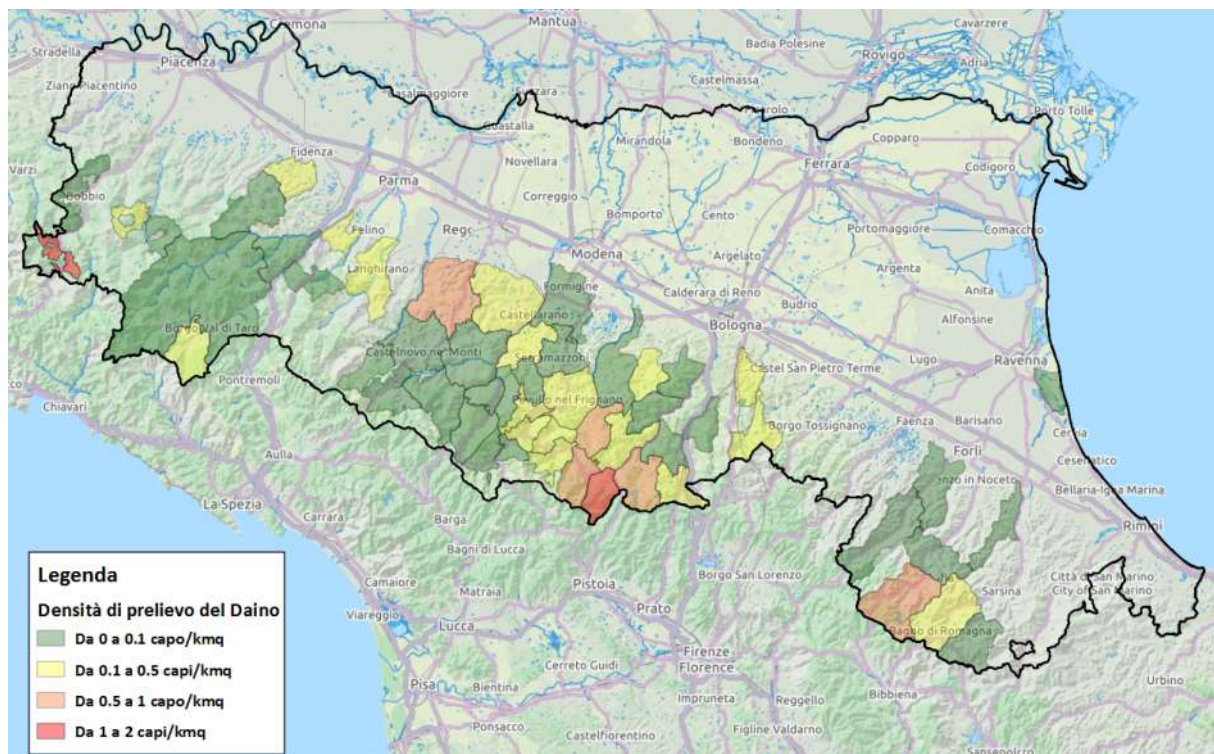 Cremona
Mantua
Cavarzere
Stradella
Piacenza
Badia Polesine
Rovigo
Adria
Ziano Piacentino
Casalmaggiore
Castelmassa
Porto Tolle
Guastalla
Mirandola
Bondeno
Copparo
Varzi
Fidenza
Novellara
Ferrara
Codigoro
Bobbio
Parma
Correggio
Bomporto
Cento
Portomaggiore
Comacchio
Felino
Modena
Argelato
Langhirano
Formigine
Argenta
Anita
Calderara di Reno
Budrio
Castellarano
Bologna
Alfonsine
Borgo Val di Taro
Castelnovo ne' Monti
Serramazzoni
Lugo
Ravenna
Castel San Pietro Terme
Pontremoli
Pavullo nel Frignano
Chiavari
Borgo Tossignano
Faenza
Barisano
Cervia
Aulla
Forlì
Cesenatico
La Spezia
Bellaria-Igea Marina
Carrara
Barga
Rimini
Bagni di Lucca
Camaiore
Pistoia
Borgo San Lorenzo
Sarsina
Città di San Marino
City of San Marino
Matraia
Viareggio
Prato
Lucca
Bagno di Romagna
Firenze
Florence
Cerreto Guidi
Urbino
Pisa
Bientina
Impruneta
Reggello
Bibbiena
Ponsacco
Castelfiorentino
Figline Valdarno
Sansepolcro
Legenda
Densità di prelievo del Daino
Da 0 a 0.1 capo/kmq
Da 0.1 a 0.5 capi/kmq
Da 0.5 a 1 capo/kmq
Da 1 a 2 capi/kmq